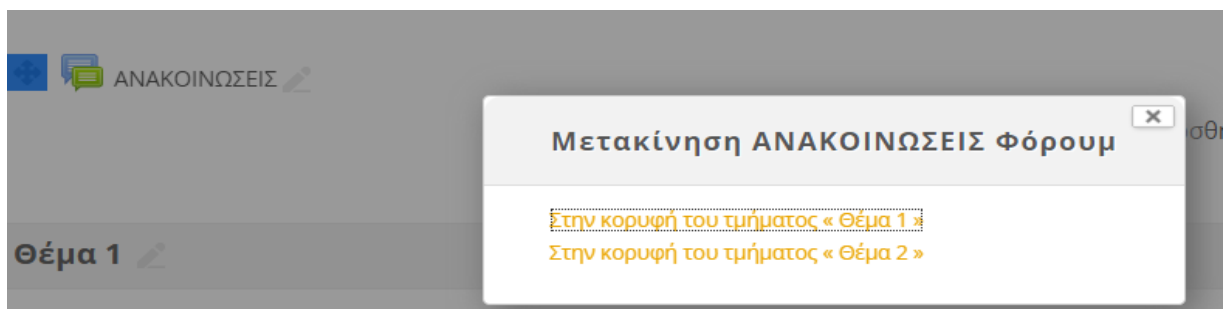 ΑΝΑΚΟΙΝΩΣΕΙΣ
Μετακίνηση ΑΝΑΚΟΙΝΩΣΕΙΣ Φόρουμ
Στην κορυφή του τμήματος « Θέμα 1 »
Στην κορυφή του τμήματος « Θέμα 2 »
Θέμα 1